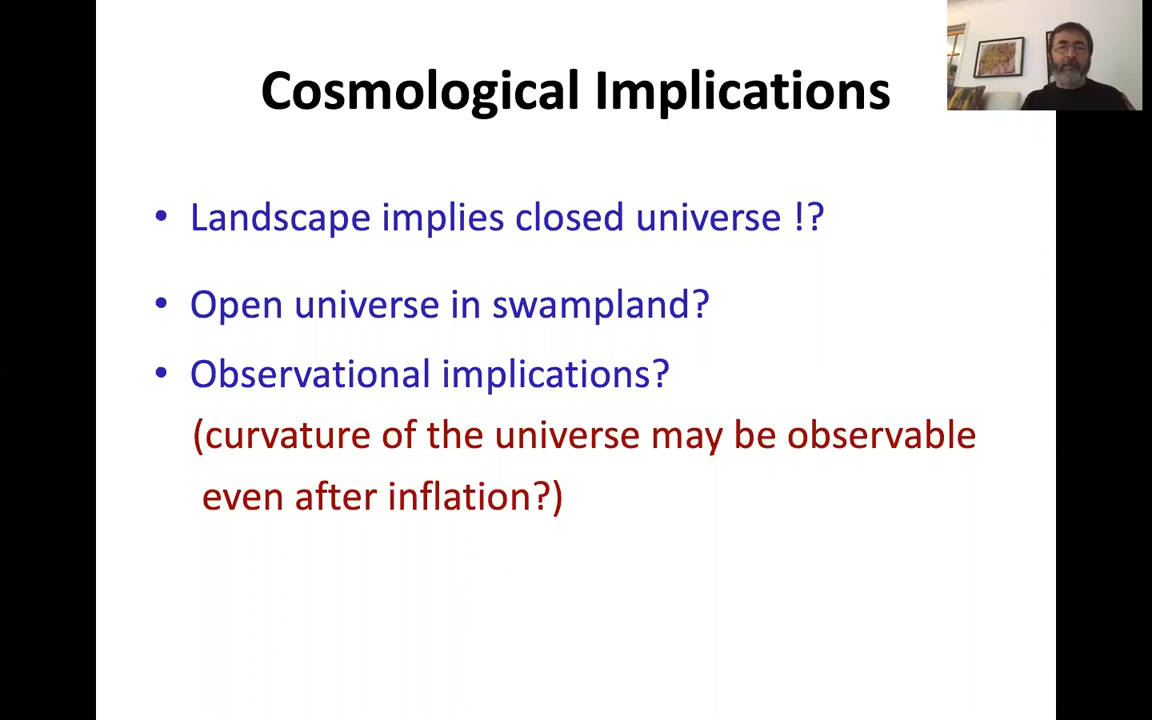 Cosmological Implications
• Landscape implies closed universe !?
• Open universe in swampland?
• Observational implications?
(curvature of the universe may be observable
even after inflation?)